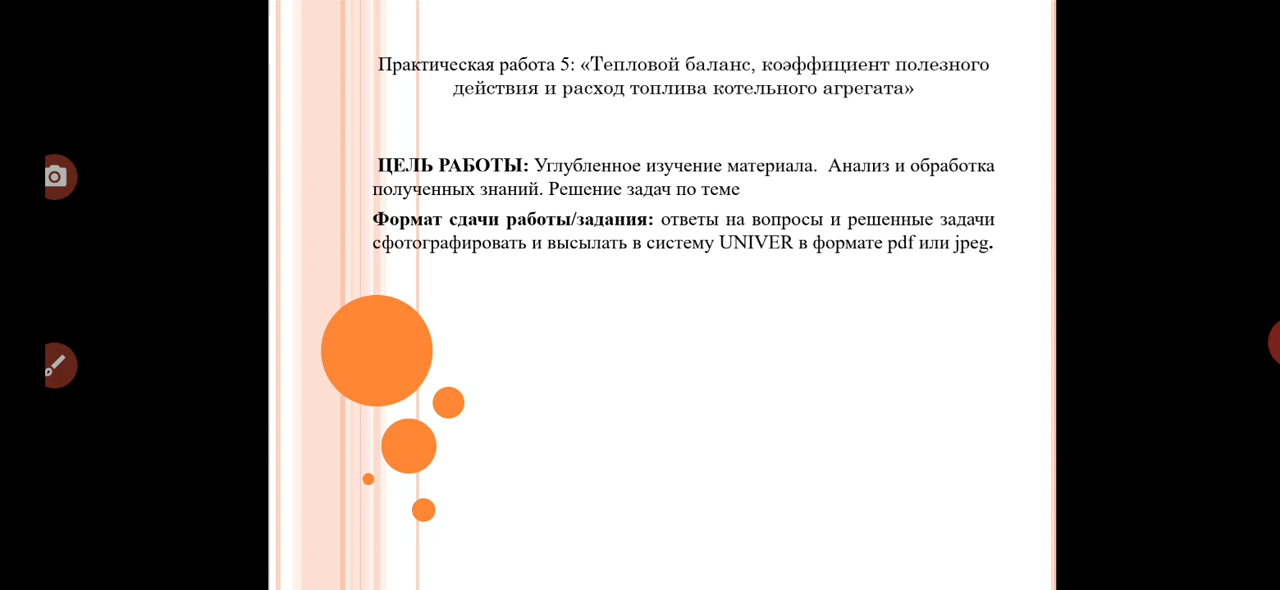 Практическая работа 5: «Тепловой баланс, коэффициент полезного
действия и расход топлива котельного агрегата»
ЦЕЛЬ РАБОТЫ: Углубленное изучение материала. Анализ и обработка
полученных знаний. Решение задач по теме
Формат сдачи работы/задания: ответы на вопросы и решенные задачи
сфотографировать и высылать в систему UNIVER в формате pdf или jpeg.